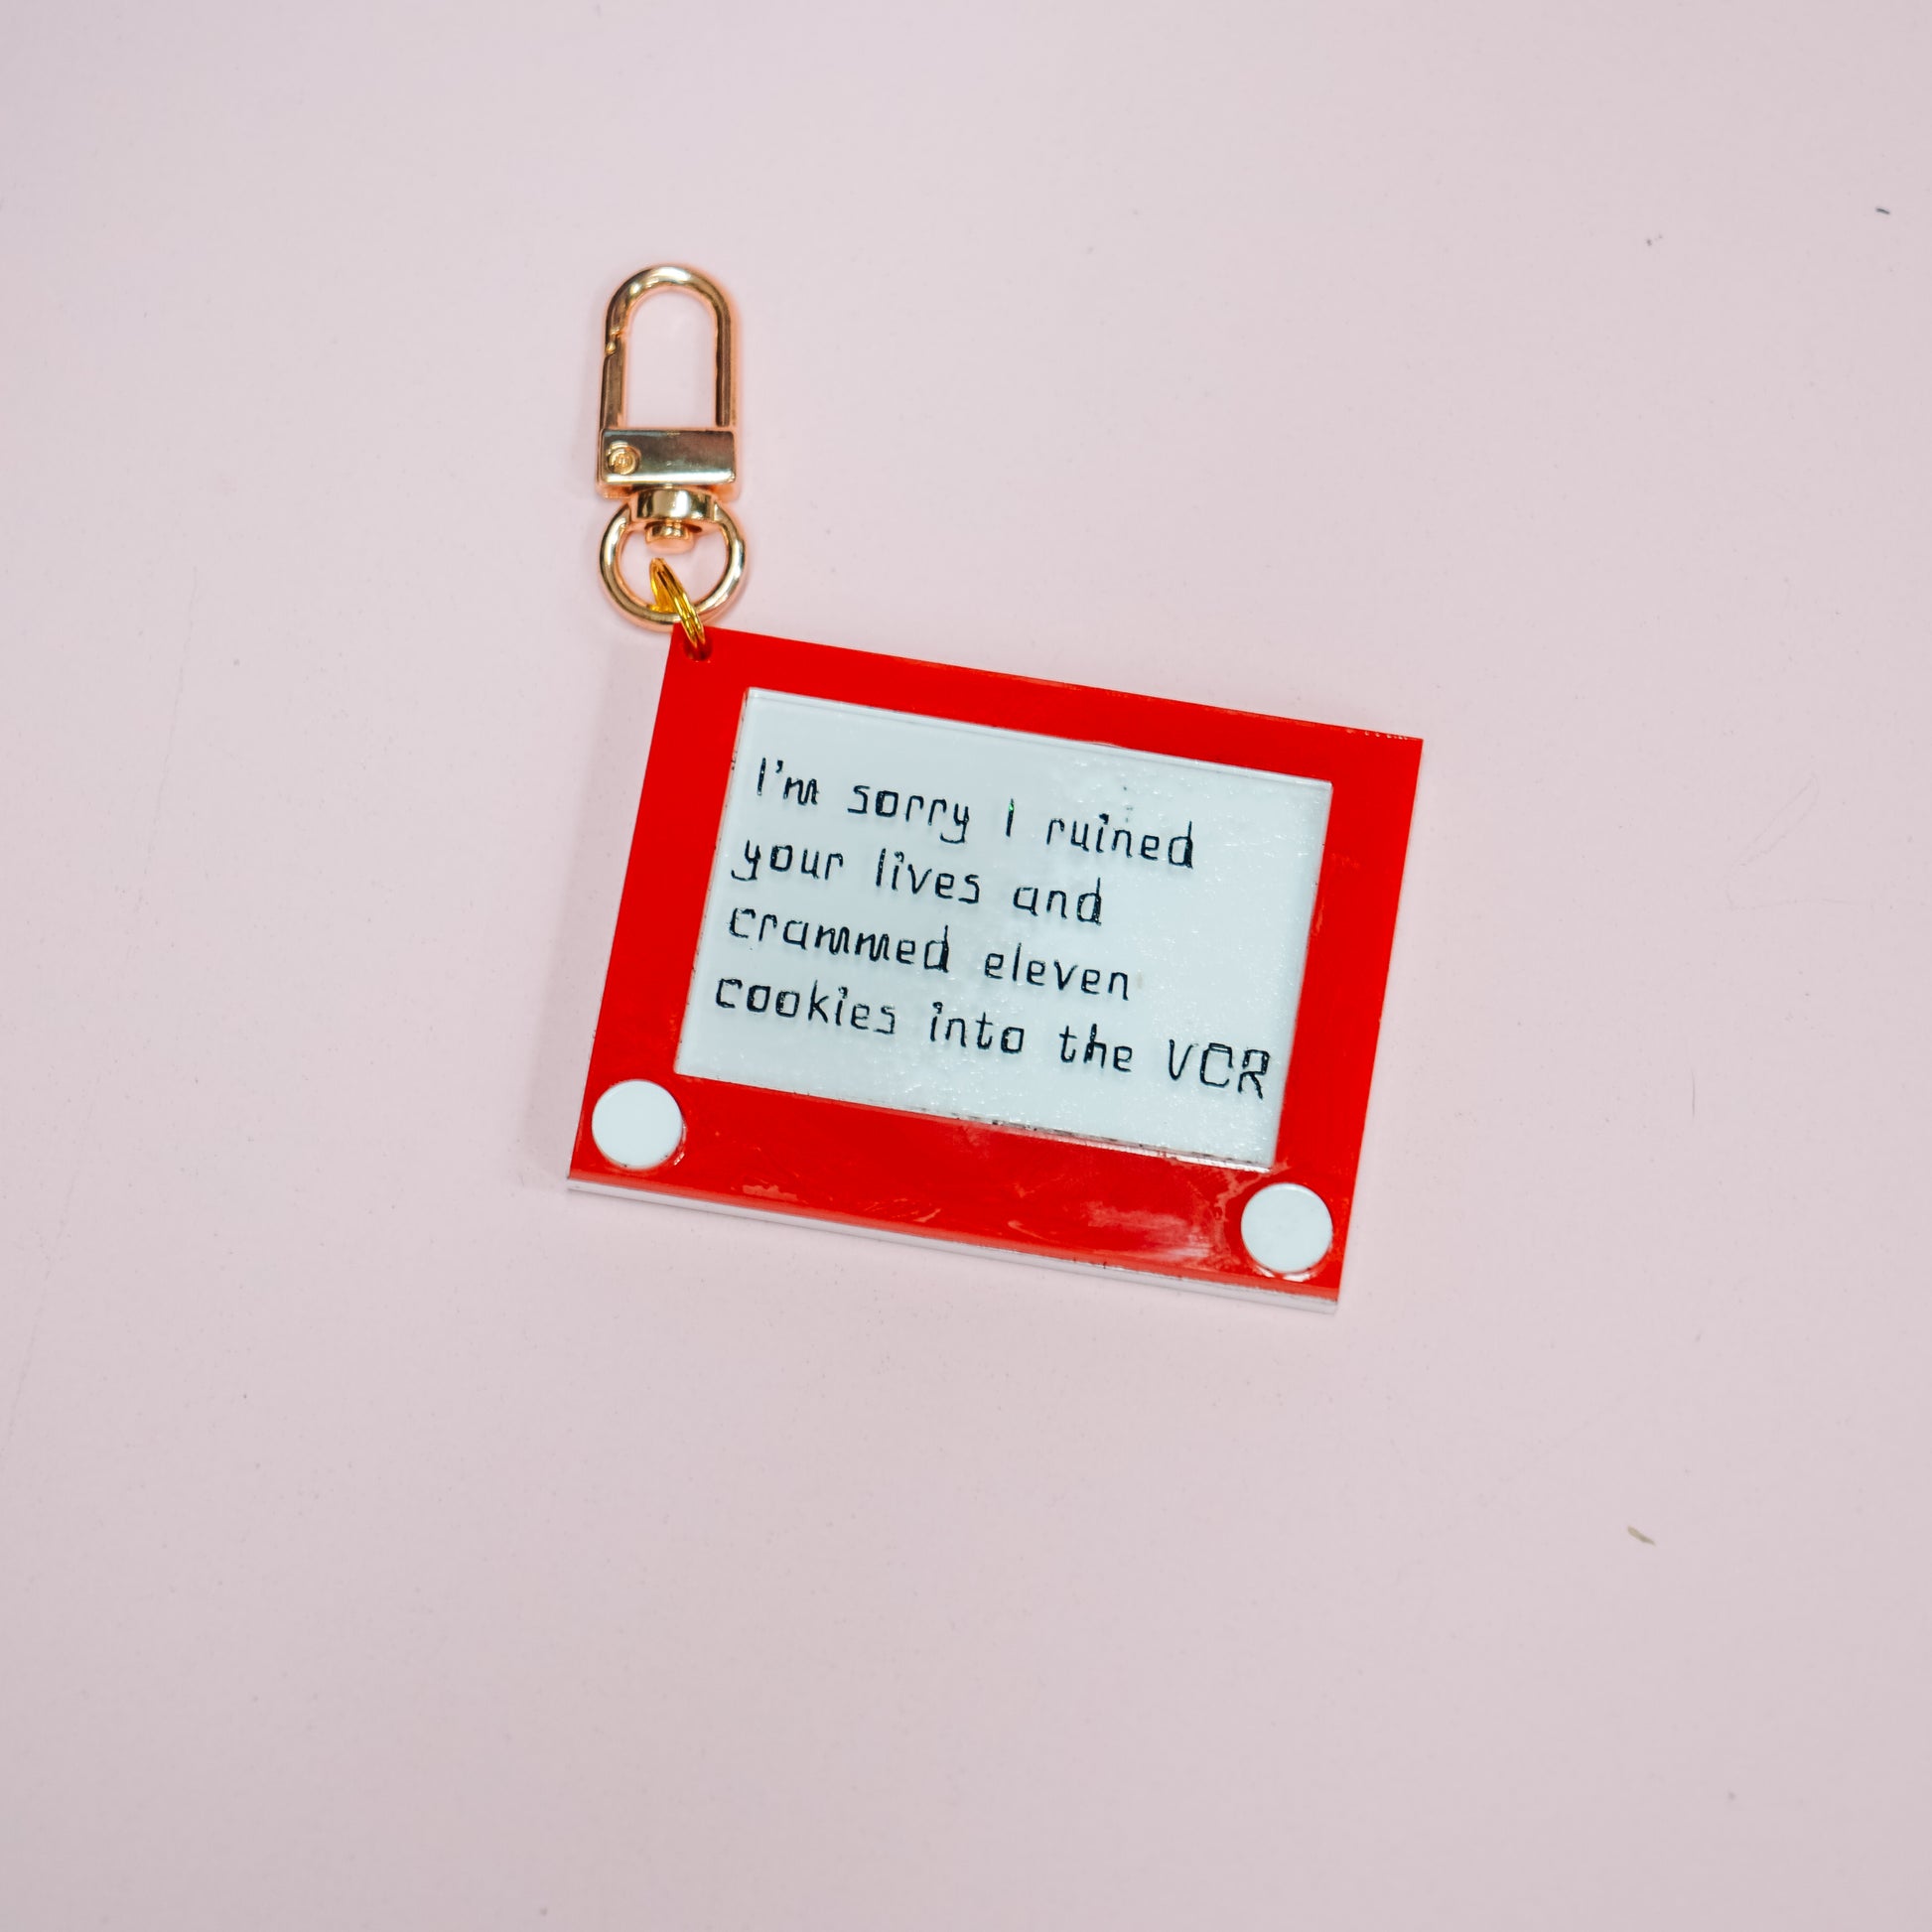 I'm sorry I ruined
your lives and
crammed eleven
cookies into the VCR